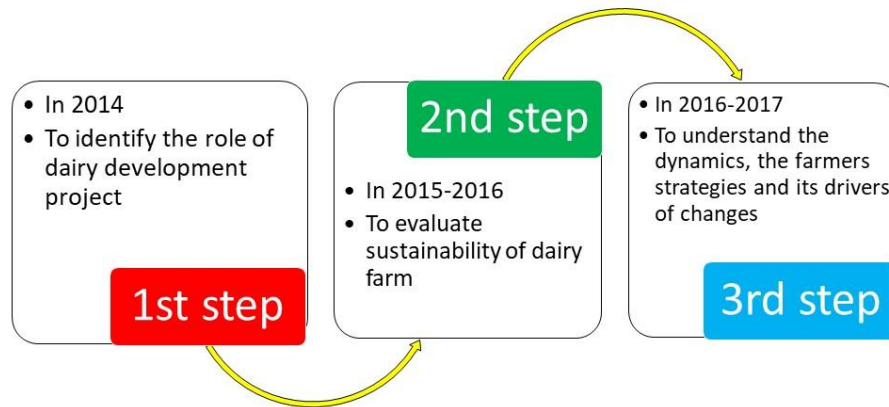 • In 2014
• To identify the role of
dairy development
project
1st step
2nd step
• In 2015-2016
• To evaluate
sustainability of dairy
farm
• In 2016-2017
• To understand the
dynamics, the farmers
strategies and its drivers
of changes
3rd step